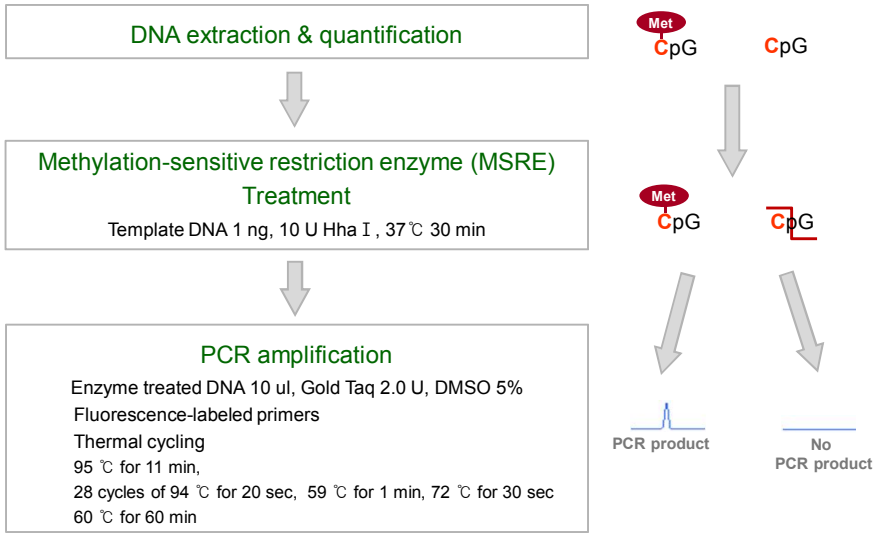 DNA extraction & quantification
Methylation-sensitive restriction enzyme (MSRE)
Treatment
Template DNA 1 ng, 10 U Hha Ⅰ, 37 ℃ 30 min
PCR amplification
Enzyme treated DNA 10 ul, Gold Taq 2.0 U, DMSO 5%
Fluorescence-labeled primers
Thermal cycling
95 ℃ for 11 min,
28 cycles of 94 ℃ for 20 sec, 59 ℃ for 1 min, 72 ℃ for 30 sec
60 ℃ for 60 min
Met
CpG CpG
Met
CpG CpG
PCR product
No
PCR product